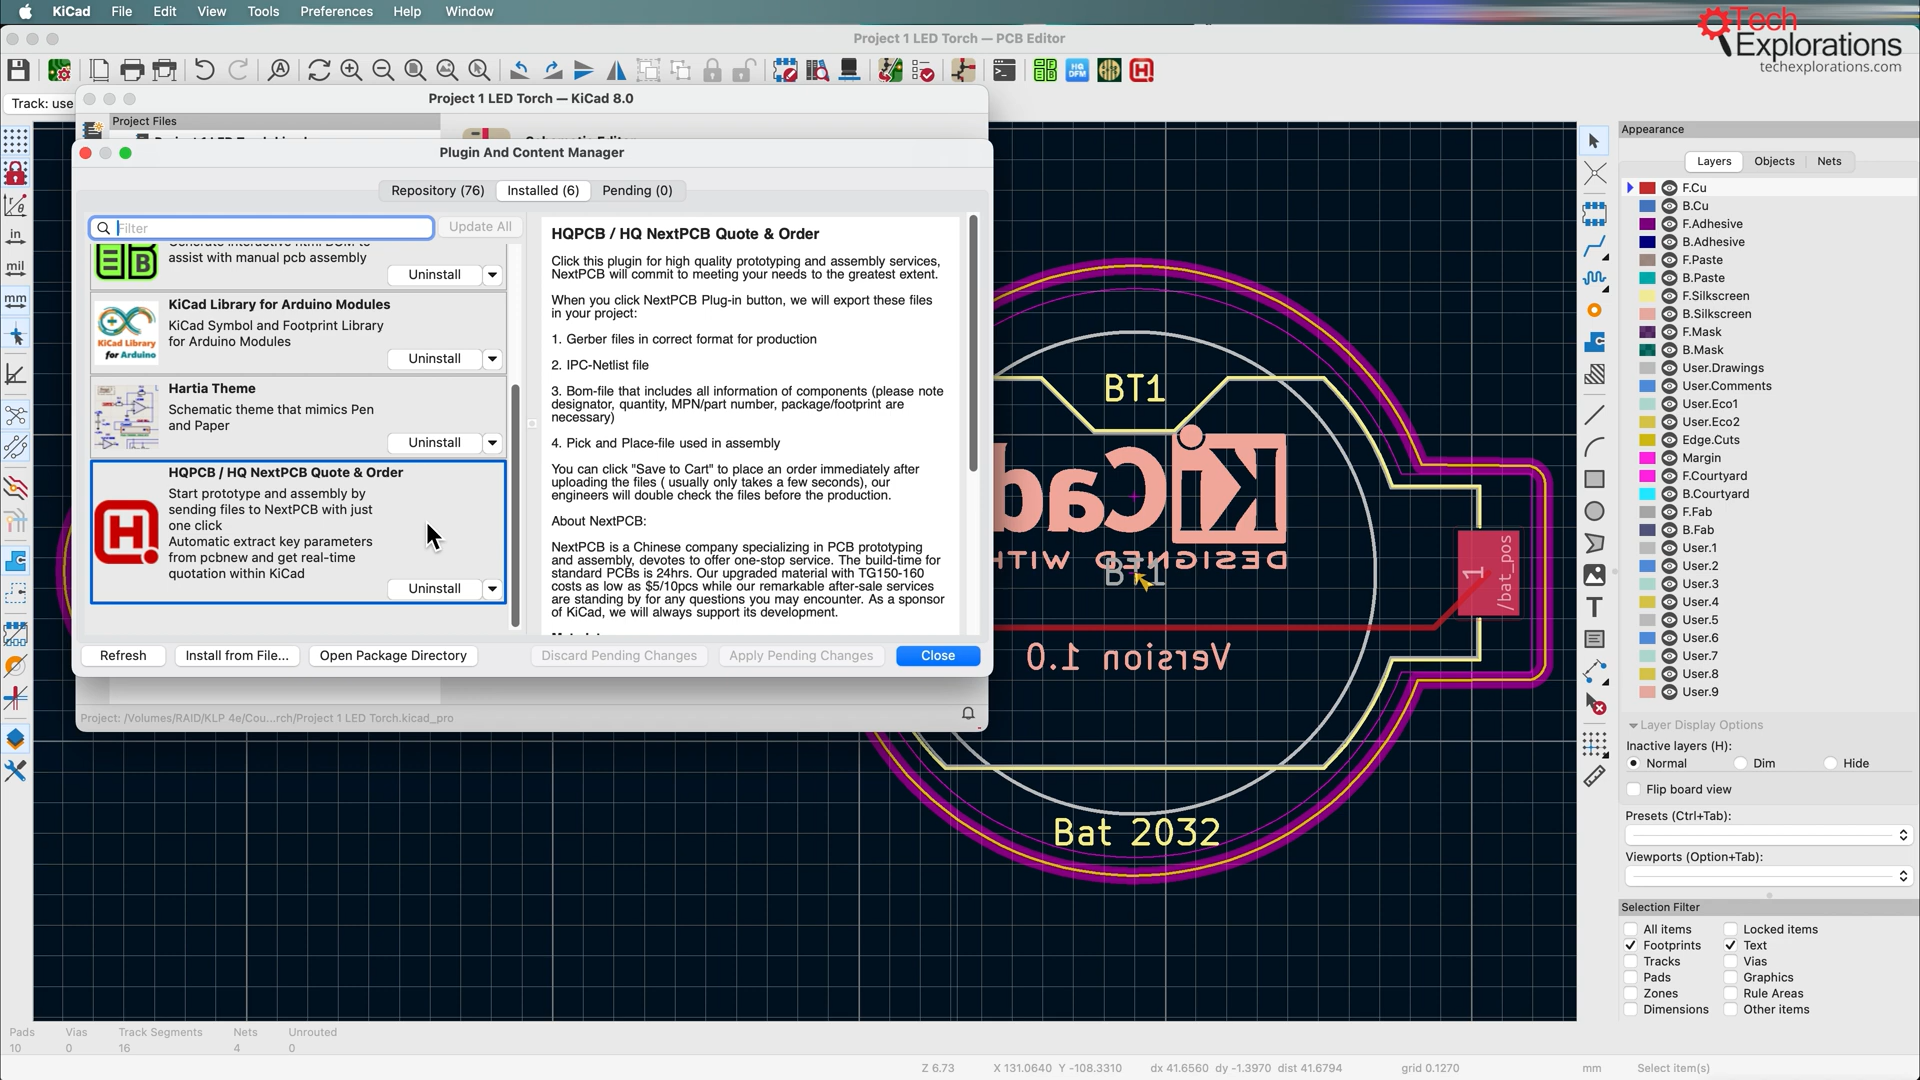 KiCad File Edit View Tools Preferences Help Window
Tech
Explorations
techexplorations.com
Project 1 LED Torch — PCB Editor
Track: use
Project 1 LED Torch — KiCad 8.0
Project Files
Plugin And Content Manager
Repository (76) Installed (6) Pending (0)
Filter
Update All
assist with manual pcb assembly
Uninstall
KiCad Library for Arduino Modules
KiCad Symbol and Footprint Library
for Arduino Modules
KiCad Library
for Arduino
Uninstall
Hartia Theme
Schematic theme that mimics Pen
and Paper
Uninstall
HQPCB / HQ NextPCB Quote & Order
Start prototype and assembly by
sending files to NextPCB with just
one click
Automatic extract key parameters
from pcbnew and get real-time
quotation within KiCad
Uninstall
HQPCB / HQ NextPCB Quote & Order
Click this plugin for high quality prototyping and assembly services,
NextPCB will commit to meeting your needs to the greatest extent.
When you click NextPCB Plug-in button, we will export these files
in your project:
1. Gerber files in correct format for production
2. IPC-Netlist file
3. Bom-file that includes all information of components (please note
designator, quantity, MPN/part number, package/footprint are
necessary)
4. Pick and Place-file used in assembly
You can click "Save to Cart" to place an order immediately after
uploading the files ( usually only takes a few seconds), our
engineers will double check the files before the production.
About NextPCB:
NextPCB is a Chinese company specializing in PCB prototyping
and assembly, devotes to offer one-stop service. The build-time for
standard PCBs is 24hrs. Our upgraded material with TG150-160
costs as low as $5/10pcs while our remarkable after-sale services
are standing by for any questions you may encounter. As a sponsor
of KiCad, we will always support its development.
Refresh Install from File... Open Package Directory Discard Pending Changes Apply Pending Changes Close
Project: /Volumes/RAID/KLP 4e/Cou...rch/Project 1 LED Torch.kicad_pro
in
mil
mm
BT1
KiCad
DESIGNED WITH
BT1
Version 1.0
1
/bat_pos
Bat 2032
Appearance
Layers Objects Nets
F.Cu
B.Cu
F.Adhesive
B.Adhesive
F.Paste
B.Paste
F.Silkscreen
B.Silkscreen
F.Mask
B.Mask
User.Drawings
User.Comments
User.Eco1
User.Eco2
Edge.Cuts
Margin
F.Courtyard
B.Courtyard
F.Fab
B.Fab
User.1
User.2
User.3
User.4
User.5
User.6
User.7
User.8
User.9
Layer Display Options
Inactive layers (H):
Normal Dim Hide
Flip board view
Presets (Ctrl+Tab):
Viewports (Option+Tab):
Selection Filter
All items Locked items
Footprints Text
Tracks Vias
Pads Graphics
Zones Rule Areas
Dimensions Other items
Pads Vias Track Segments Nets Unrouted
10 0 16 4 0
Z 6.73 X 131.0640 Y -108.3310 dx 41.6560 dy -1.3970 dist 41.6794 grid 0.1270 mm Select item(s)